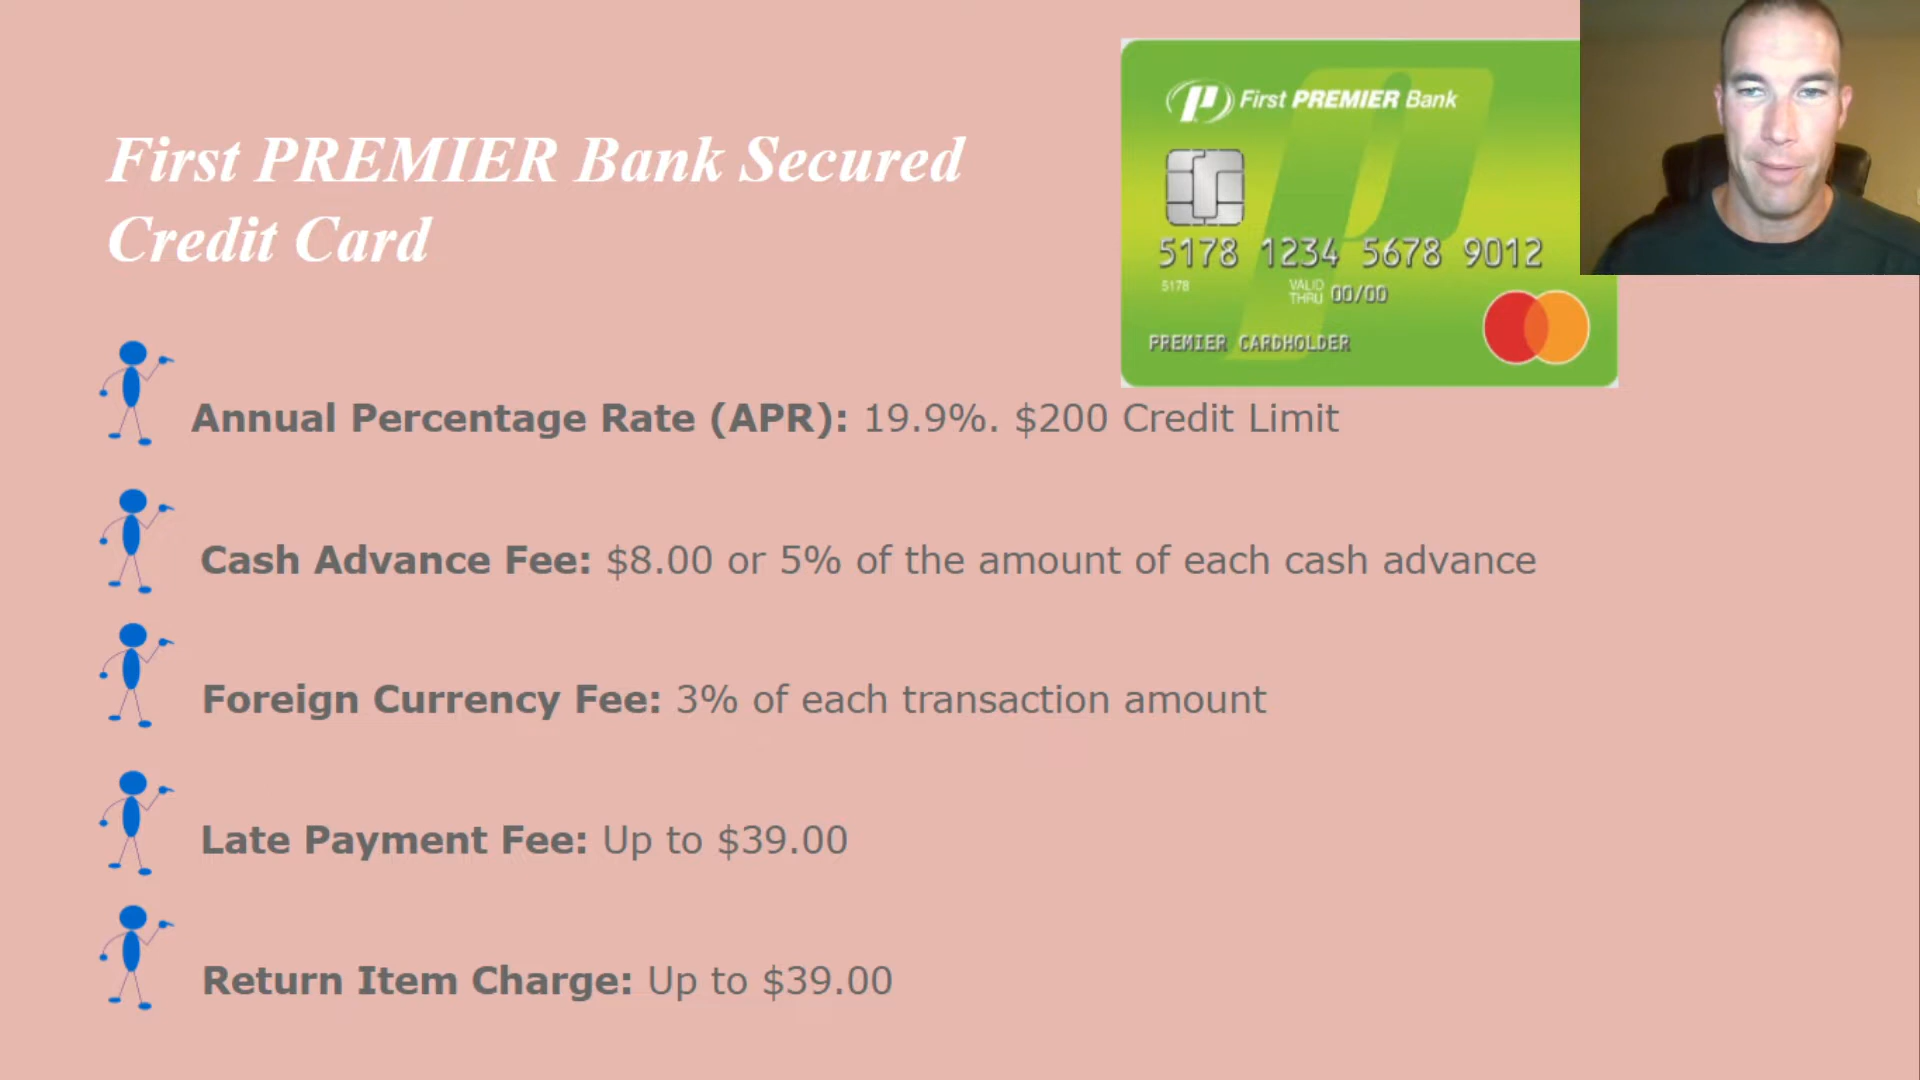 First PREMIER Bank Secured
Credit Card
First PREMIER Bank
5178 1234 5678 9012
5178
VALID
THRU 00/00
PREMIER CARDHOLDER
Annual Percentage Rate (APR): 19.9%. $200 Credit Limit
Cash Advance Fee: $8.00 or 5% of the amount of each cash advance
Foreign Currency Fee: 3% of each transaction amount
Late Payment Fee: Up to $39.00
Return Item Charge: Up to $39.00